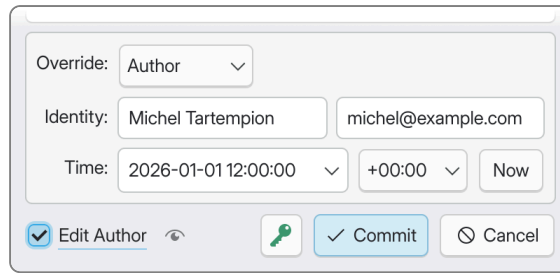 Override: Author
Identity: Michel Tartempion michel@example.com
Time: 2026-01-01 12:00:00 +00:00 Now
Edit Author Commit Cancel